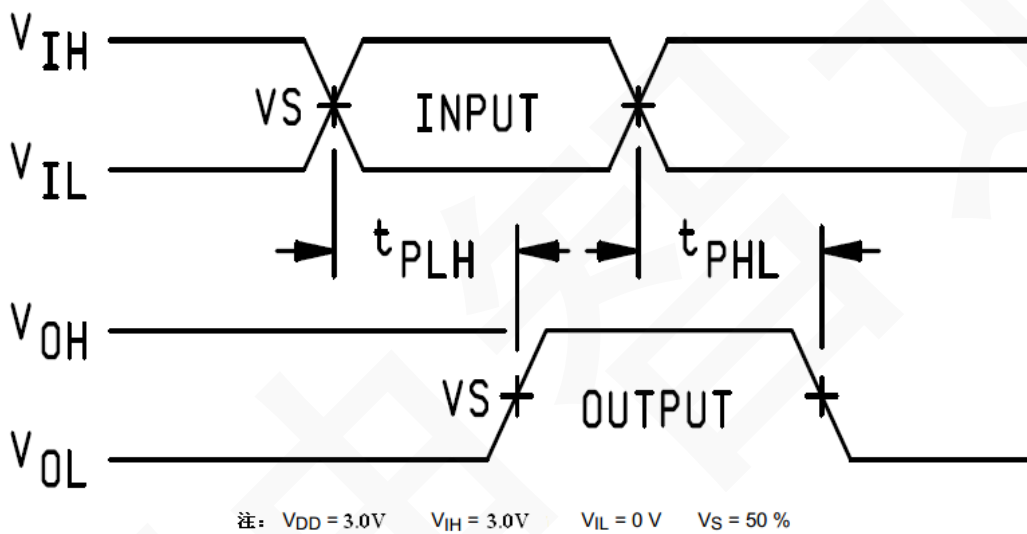 VIH
VS INPUT
VIL
tPLH tPHL
VOH
VS OUTPUT
VOL
注: VDD = 3.0V VIH = 3.0V VIL = 0 V VS = 50 %